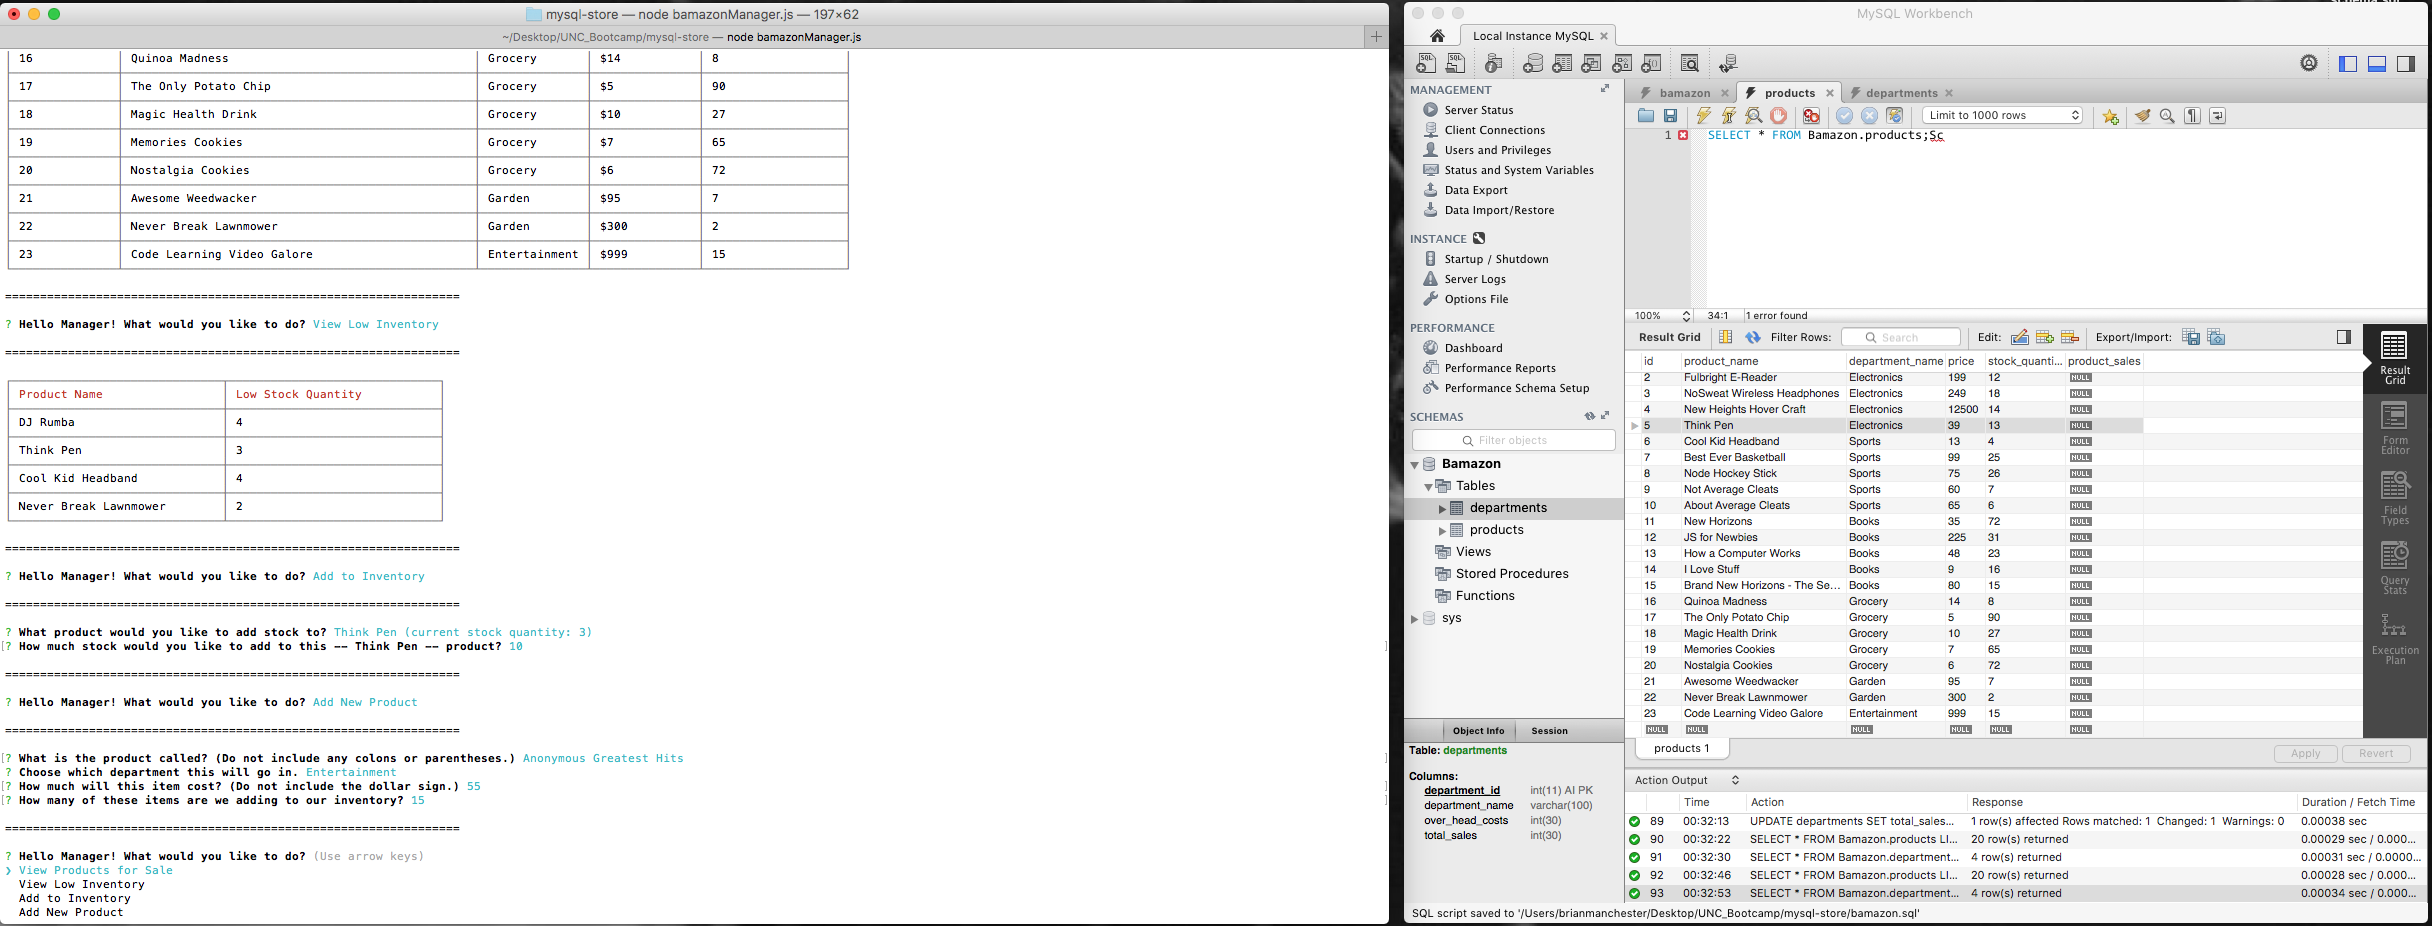 mysql-store — node bamazonManager.js — 197×62
~/Desktop/UNC_Bootcamp/mysql-store — node bamazonManager.js
16 Quinoa Madness Grocery $14 8
17 The Only Potato Chip Grocery $5 90
18 Magic Health Drink Grocery $10 27
19 Memories Cookies Grocery $7 65
20 Nostalgia Cookies Grocery $6 72
21 Awesome Weedwacker Garden $95 7
22 Never Break Lawnmower Garden $300 2
23 Code Learning Video Galore Entertainment $999 15
? Hello Manager! What would you like to do? View Low Inventory
Product Name Low Stock Quantity
DJ Rumba 4
Think Pen 3
Cool Kid Headband 4
Never Break Lawnmower 2
? Hello Manager! What would you like to do? Add to Inventory
? What product would you like to add stock to? Think Pen (current stock quantity: 3)
[? How much stock would you like to add to this -- Think Pen -- product? 10 ]
? Hello Manager! What would you like to do? Add New Product
[? What is the product called? (Do not include any colons or parentheses.) Anonymous Greatest Hits ]
? Choose which department this will go in. Entertainment
[? How much will this item cost? (Do not include the dollar sign.) 55 ]
[? How many of these items are we adding to our inventory? 15 ]
? Hello Manager! What would you like to do? (Use arrow keys)
❯ View Products for Sale
View Low Inventory
Add to Inventory
Add New Product
MySQL Workbench
Local Instance MySQL
MANAGEMENT
Server Status
Client Connections
Users and Privileges
Status and System Variables
Data Export
Data Import/Restore
INSTANCE
Startup / Shutdown
Server Logs
Options File
PERFORMANCE
Dashboard
Performance Reports
Performance Schema Setup
SCHEMAS
Filter objects
Bamazon
Tables
departments
products
Views
Stored Procedures
Functions
sys
Object Info Session
Table: departments
Columns:
department_id int(11) AI PK
department_name varchar(100)
over_head_costs int(30)
total_sales int(30)
bamazon products departments
Limit to 1000 rows
1 SELECT * FROM Bamazon.products;Sc
100% 34:1 1 error found
Result Grid Filter Rows: Search Edit: Export/Import:
id product_name department_name price stock_quanti... product_sales
2 Fulbright E-Reader Electronics 199 12 NULL
3 NoSweat Wireless Headphones Electronics 249 18 NULL
4 New Heights Hover Craft Electronics 12500 14 NULL
5 Think Pen Electronics 39 13 NULL
6 Cool Kid Headband Sports 13 4 NULL
7 Best Ever Basketball Sports 99 25 NULL
8 Node Hockey Stick Sports 75 26 NULL
9 Not Average Cleats Sports 60 7 NULL
10 About Average Cleats Sports 65 6 NULL
11 New Horizons Books 35 72 NULL
12 JS for Newbies Books 225 31 NULL
13 How a Computer Works Books 48 23 NULL
14 I Love Stuff Books 9 16 NULL
15 Brand New Horizons - The Se... Books 80 15 NULL
16 Quinoa Madness Grocery 14 8 NULL
17 The Only Potato Chip Grocery 5 90 NULL
18 Magic Health Drink Grocery 10 27 NULL
19 Memories Cookies Grocery 7 65 NULL
20 Nostalgia Cookies Grocery 6 72 NULL
21 Awesome Weedwacker Garden 95 7 NULL
22 Never Break Lawnmower Garden 300 2 NULL
23 Code Learning Video Galore Entertainment 999 15 NULL
NULL NULL NULL NULL NULL NULL
Result Grid
Form Editor
Field Types
Query Stats
Execution Plan
products 1 Apply Revert
Action Output
Time Action Response Duration / Fetch Time
89 00:32:13 UPDATE departments SET total_sales... 1 row(s) affected Rows matched: 1 Changed: 1 Warnings: 0 0.00038 sec
90 00:32:22 SELECT * FROM Bamazon.products LI... 20 row(s) returned 0.00029 sec / 0.000...
91 00:32:30 SELECT * FROM Bamazon.department... 4 row(s) returned 0.00031 sec / 0.0000...
92 00:32:46 SELECT * FROM Bamazon.products LI... 20 row(s) returned 0.00028 sec / 0.000...
93 00:32:53 SELECT * FROM Bamazon.department... 4 row(s) returned 0.00034 sec / 0.000...
SQL script saved to '/Users/brianmanchester/Desktop/UNC_Bootcamp/mysql-store/bamazon.sql'